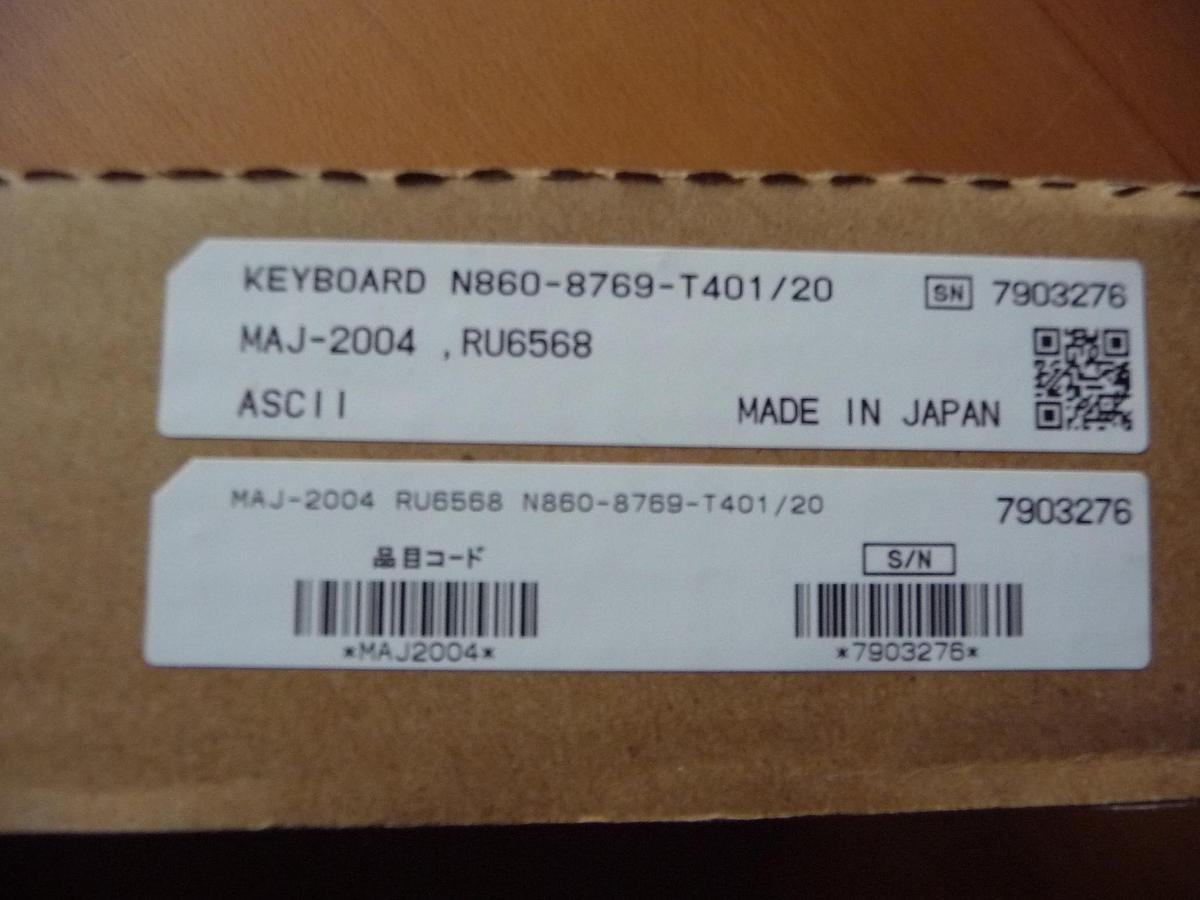 KEYBOARD N860-8769-T401/20 SN 7903276
MAJ-2004 ,RU6568
ASCII MADE IN JAPAN
MAJ-2004 RU6568 N860-8769-T401/20 7903276
品目コード S/N
*MAJ2004* *7903276*